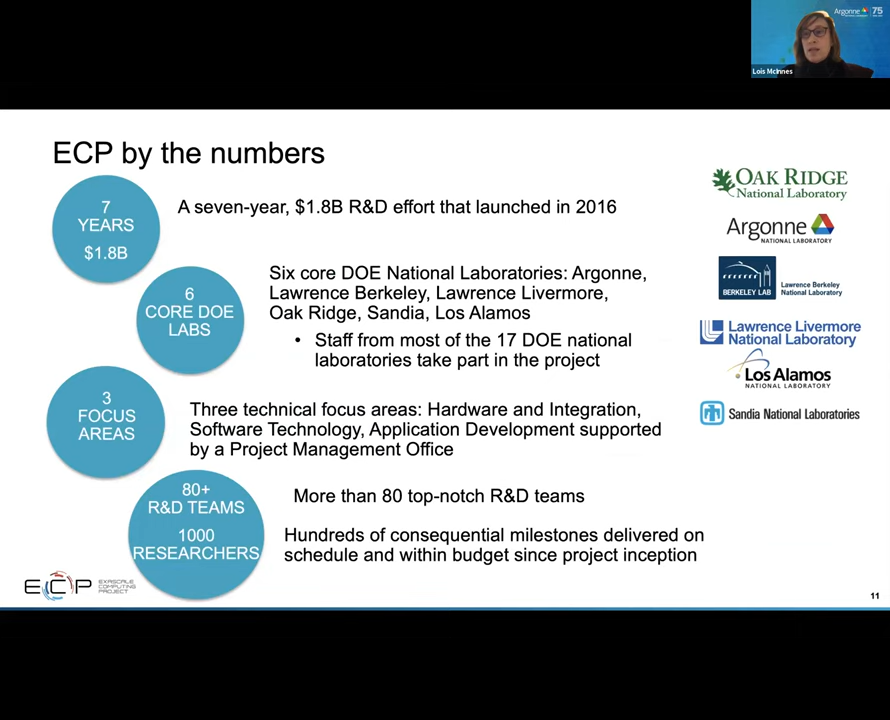 Argonne 75
Lois McInnes
ECP by the numbers
7
YEARS
$1.8B
A seven-year, $1.8B R&D effort that launched in 2016
6
CORE DOE
LABS
Six core DOE National Laboratories: Argonne,
Lawrence Berkeley, Lawrence Livermore,
Oak Ridge, Sandia, Los Alamos
• Staff from most of the 17 DOE national
laboratories take part in the project
3
FOCUS
AREAS
Three technical focus areas: Hardware and Integration,
Software Technology, Application Development supported
by a Project Management Office
80+
R&D TEAMS
1000
RESEARCHERS
More than 80 top-notch R&D teams
Hundreds of consequential milestones delivered on
schedule and within budget since project inception
OAK RIDGE
National Laboratory
Argonne
NATIONAL LABORATORY
BERKELEY LAB
Lawrence Berkeley
National Laboratory
Lawrence Livermore
National Laboratory
Los Alamos
NATIONAL LABORATORY
Sandia National Laboratories
ECP
EXASCALE
COMPUTING
PROJECT
11